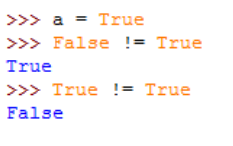 >>> a = True
>>> False != True
True
>>> True != True
False